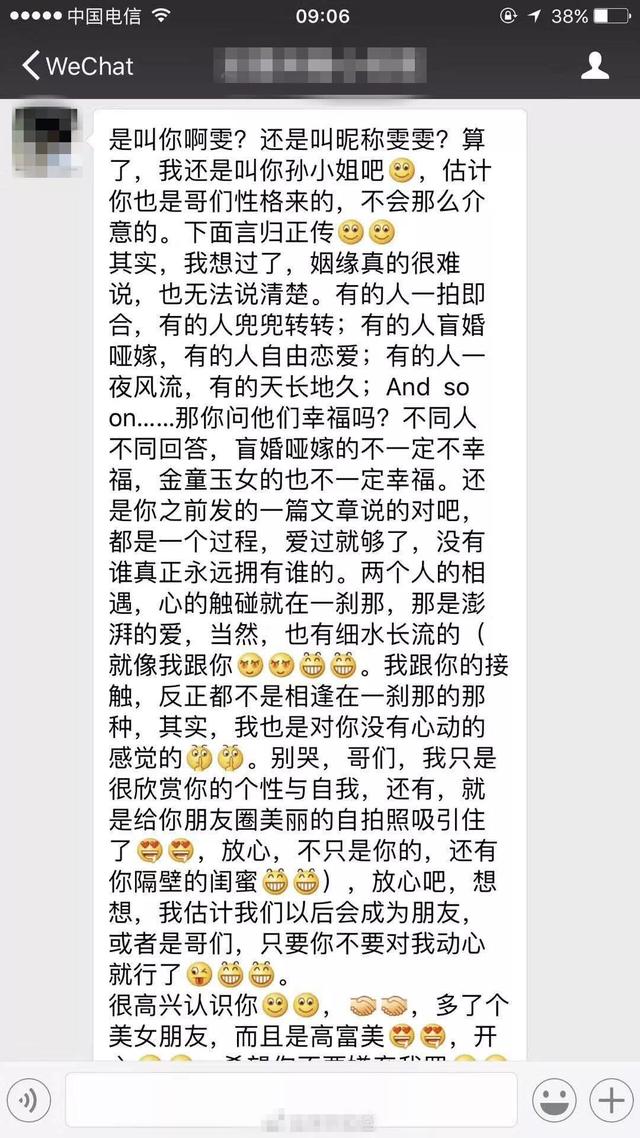 中国电信
09:06
38%
WeChat
是叫你啊雯？还是叫昵称雯雯？算
了，我还是叫你孙小姐吧，估计
你也是哥们性格来的，不会那么介
意的。下面言归正传
其实，我想过了，姻缘真的很难
说，也无法说清楚。有的人一拍即
合，有的人兜兜转转；有的人盲婚
哑嫁，有的人自由恋爱；有的人一
夜风流，有的天长地久；And so
on……那你问他们幸福吗？不同人
不同回答，盲婚哑嫁的不一定不幸
福，金童玉女的也不一定幸福。还
是你之前发的一篇文章说的对吧，
都是一个过程，爱过就够了，没有
谁真正永远拥有谁的。两个人的相
遇，心的触碰就在一刹那，那是澎
湃的爱，当然，也有细水长流的（
就像我跟你。我跟你的接
触，反正都不是相逢在一刹那的那
种，其实，我也是对你没有心动的
感觉的。别哭，哥们，我只是
很欣赏你的个性与自我，还有，就
是给你朋友圈美丽的自拍照吸引住
了，放心，不只是你的，还有
你隔壁的闺蜜），放心吧，想
想，我估计我们以后会成为朋友，
或者是哥们，只要你不要对我动心
就行了。
很高兴认识你，，多了个
美女朋友，而且是高富美，开